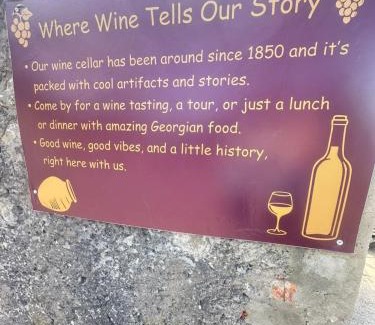 Where Wine Tells Our Story
• Our wine cellar has been around since 1850 and it's
packed with cool artifacts and stories.
• Come by for a wine tasting, a tour, or just a lunch
or dinner with amazing Georgian food.
• Good wine, good vibes, and a little history,
right here with us.